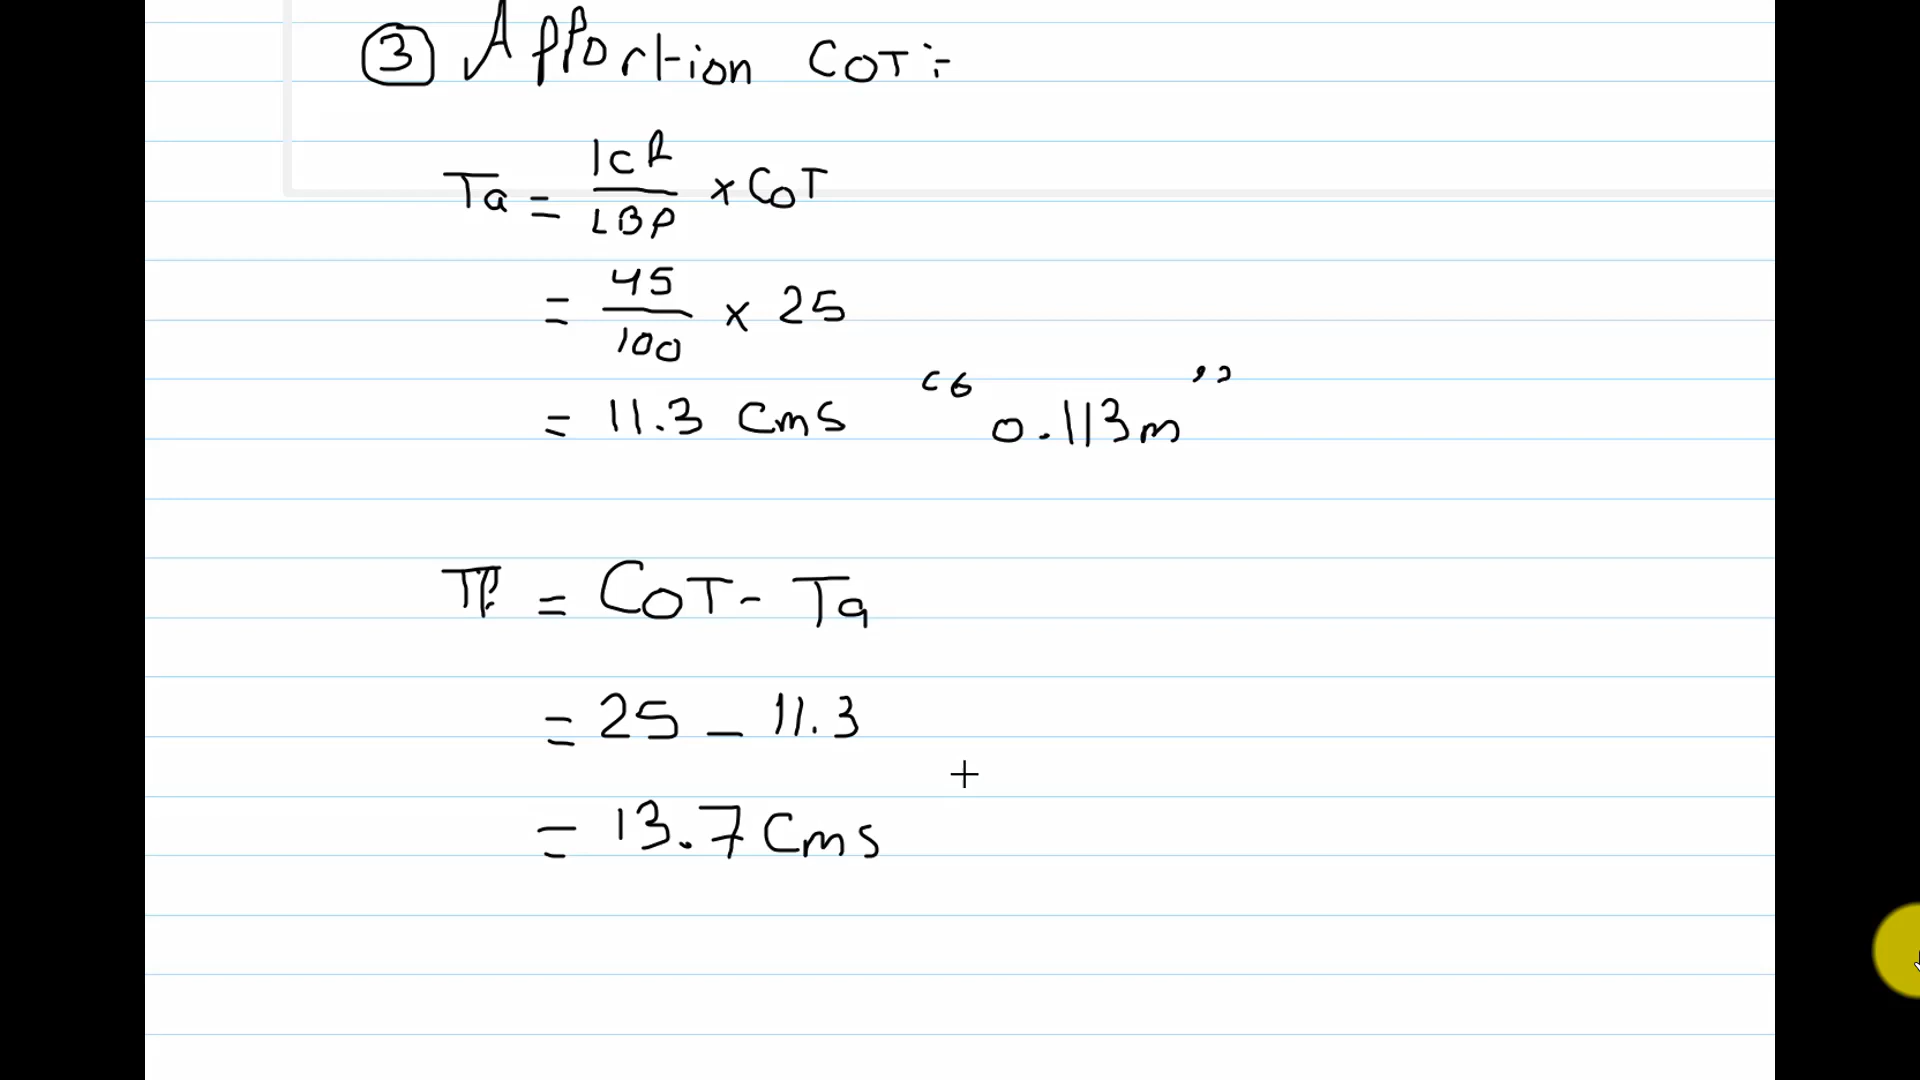 ③ Apportion COT:-
Ta = lcf/LBP × COT
= 45/100 × 25
= 11.3 cms “0.113m”
Tf = COT - Ta
= 25 - 11.3
= 13.7 cms